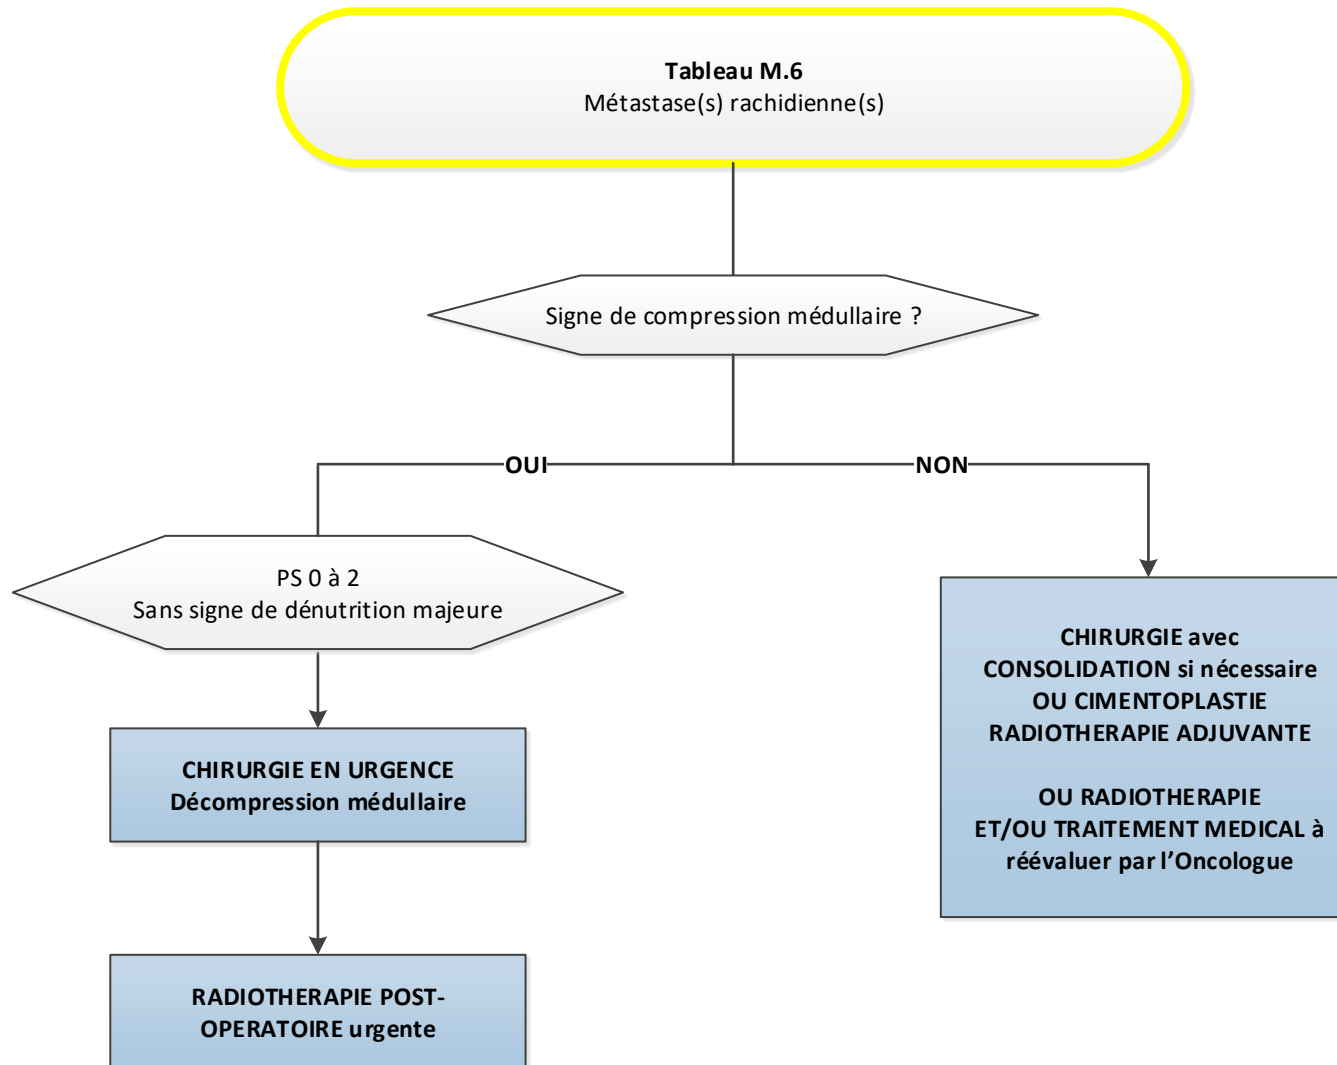 Tableau M.6
Métastase(s) rachidienne(s)
Signe de compression médullaire ?
OUI
NON
PS 0 à 2
Sans signe de dénutrition majeure
CHIRURGIE EN URGENCE
Décompression médullaire
RADIOTHERAPIE POST-
OPERATOIRE urgente
CHIRURGIE avec
CONSOLIDATION si nécessaire
OU CIMENTOPLASTIE
RADIOTHERAPIE ADJUVANTE
OU RADIOTHERAPIE
ET/OU TRAITEMENT MEDICAL à
réévaluer par l’Oncologue